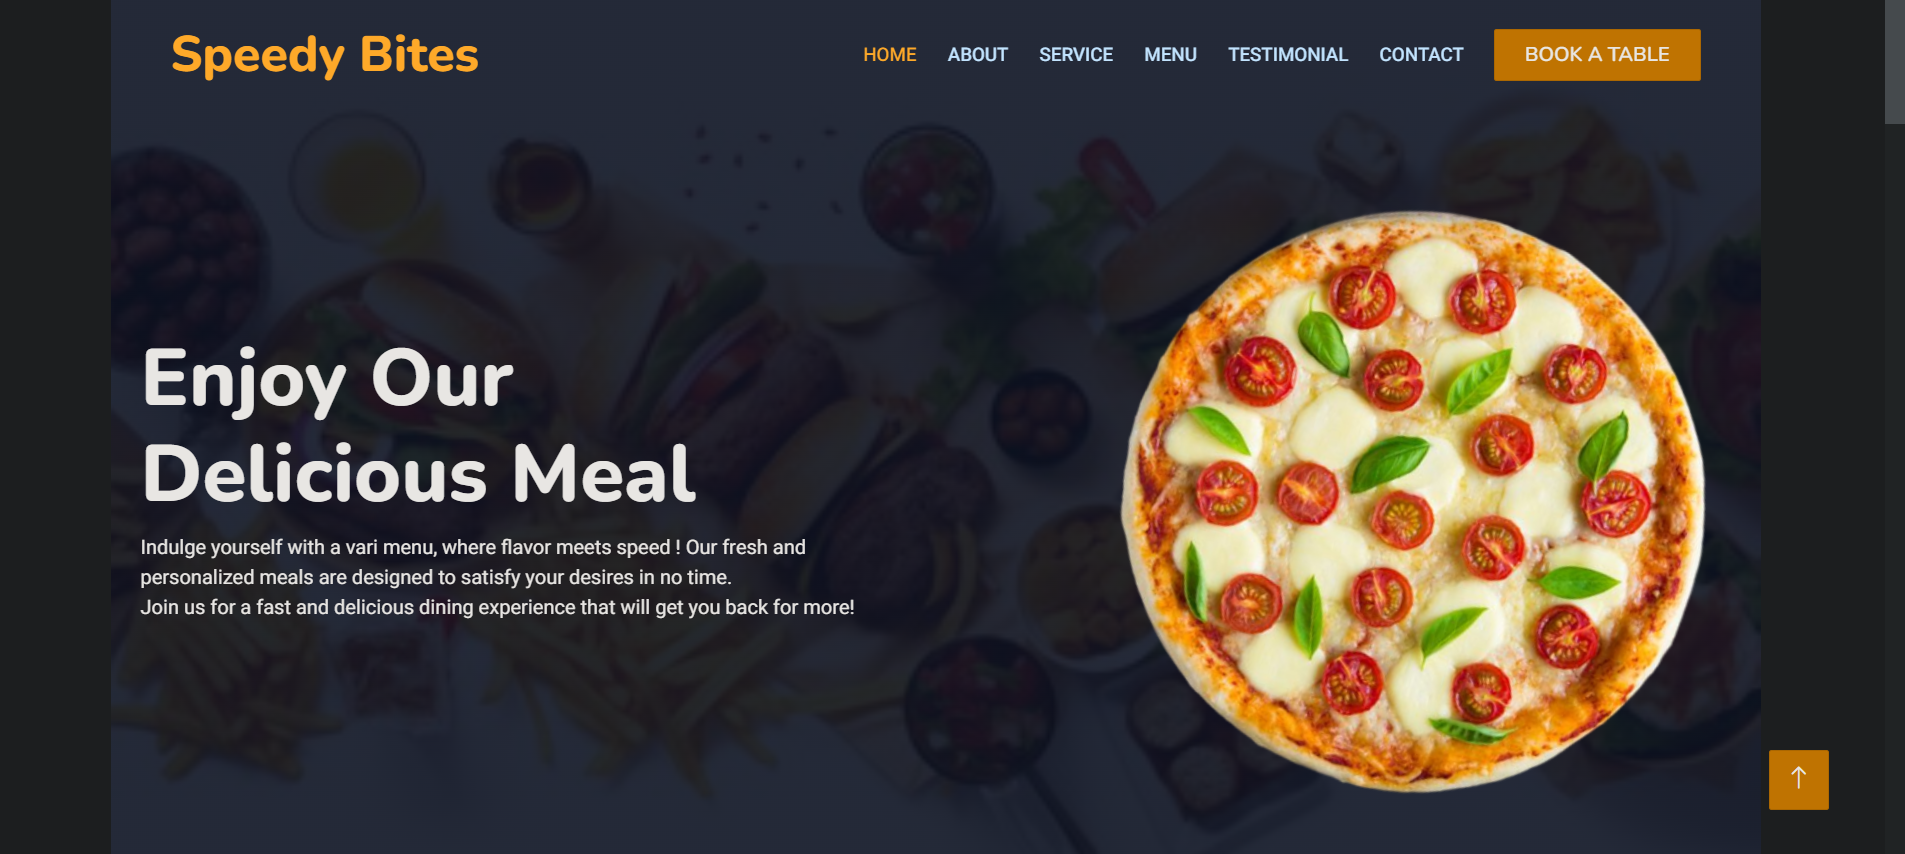 Speedy Bites
HOME ABOUT SERVICE MENU TESTIMONIAL CONTACT BOOK A TABLE
Enjoy Our
Delicious Meal
Indulge yourself with a vari menu, where flavor meets speed ! Our fresh and
personalized meals are designed to satisfy your desires in no time.
Join us for a fast and delicious dining experience that will get you back for more!